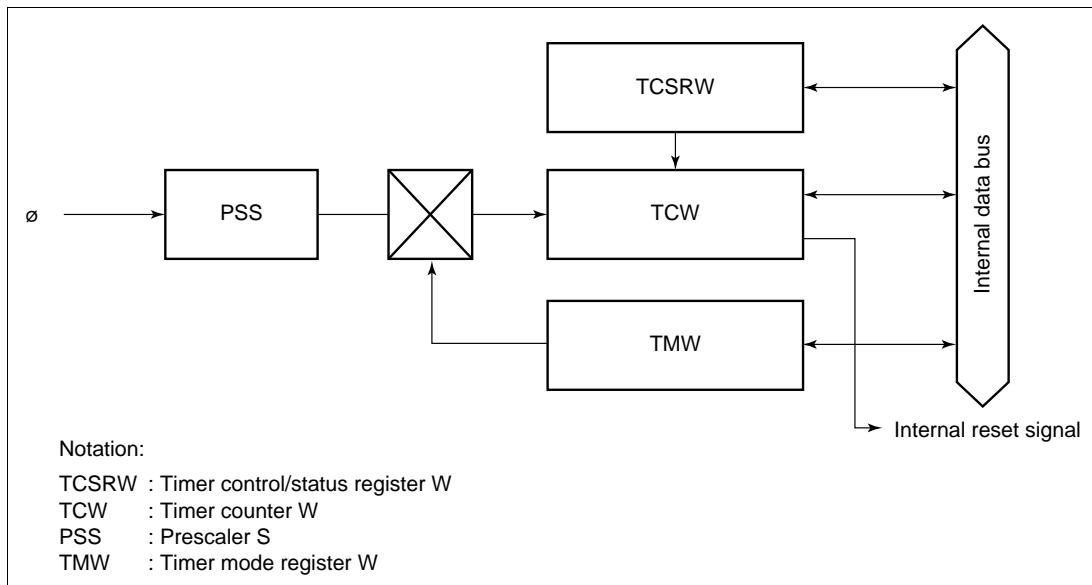 TCSRW
ø
PSS
TCW
TMW
Internal data bus
Internal reset signal
Notation:
TCSRW : Timer control/status register W
TCW : Timer counter W
PSS : Prescaler S
TMW : Timer mode register W